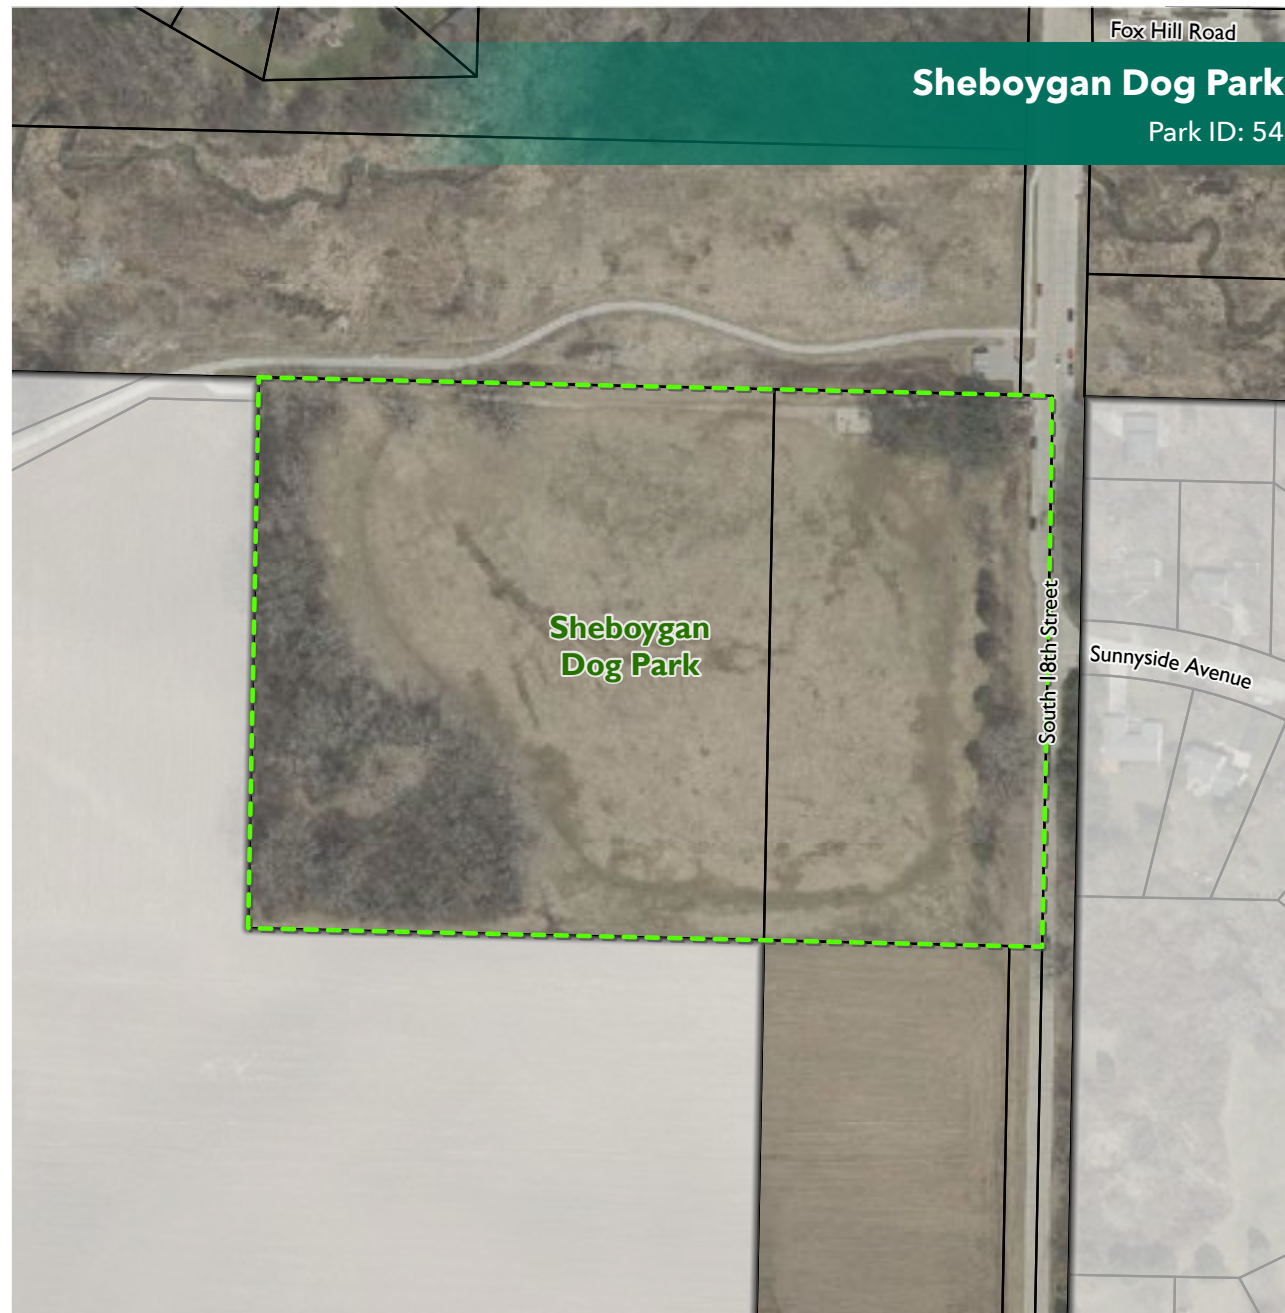 Fox Hill Road
Sheboygan Dog Park
Park ID: 54
Sheboygan
Dog Park
South 18th Street
Sunnyside Avenue